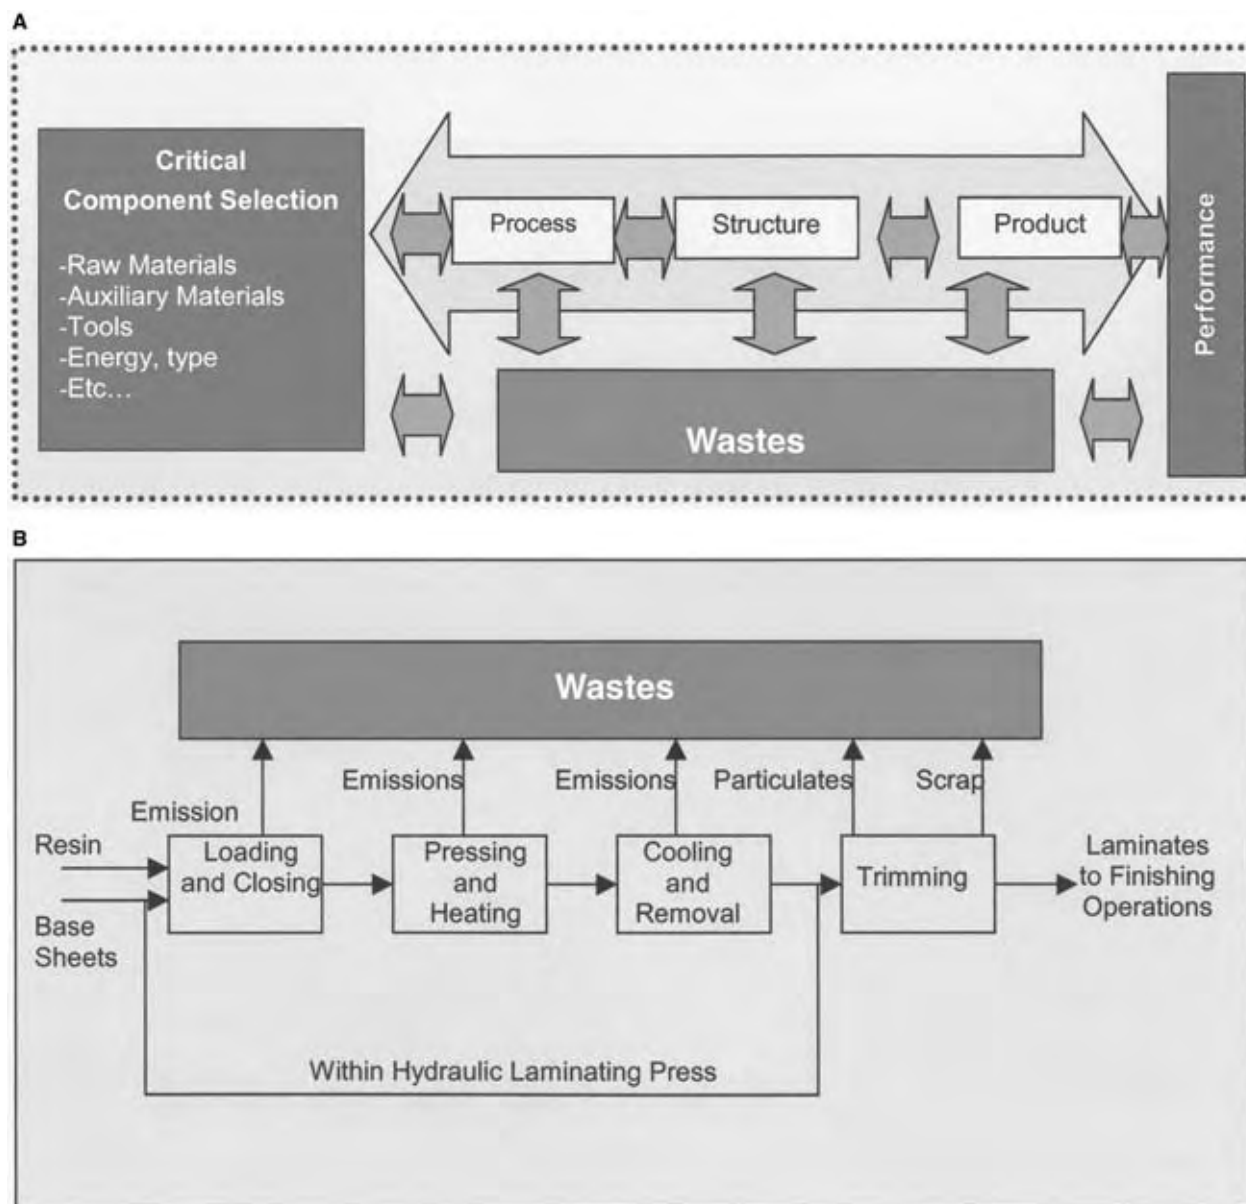 A
Critical
Component Selection
-Raw Materials
-Auxiliary Materials
-Tools
-Energy, type
-Etc...
Process
Structure
Product
Performance
Wastes
B
Wastes
Emission
Emissions
Emissions
Particulates
Scrap
Resin
Base
Sheets
Loading
and Closing
Pressing
and
Heating
Cooling
and
Removal
Trimming
Laminates
to Finishing
Operations
Within Hydraulic Laminating Press